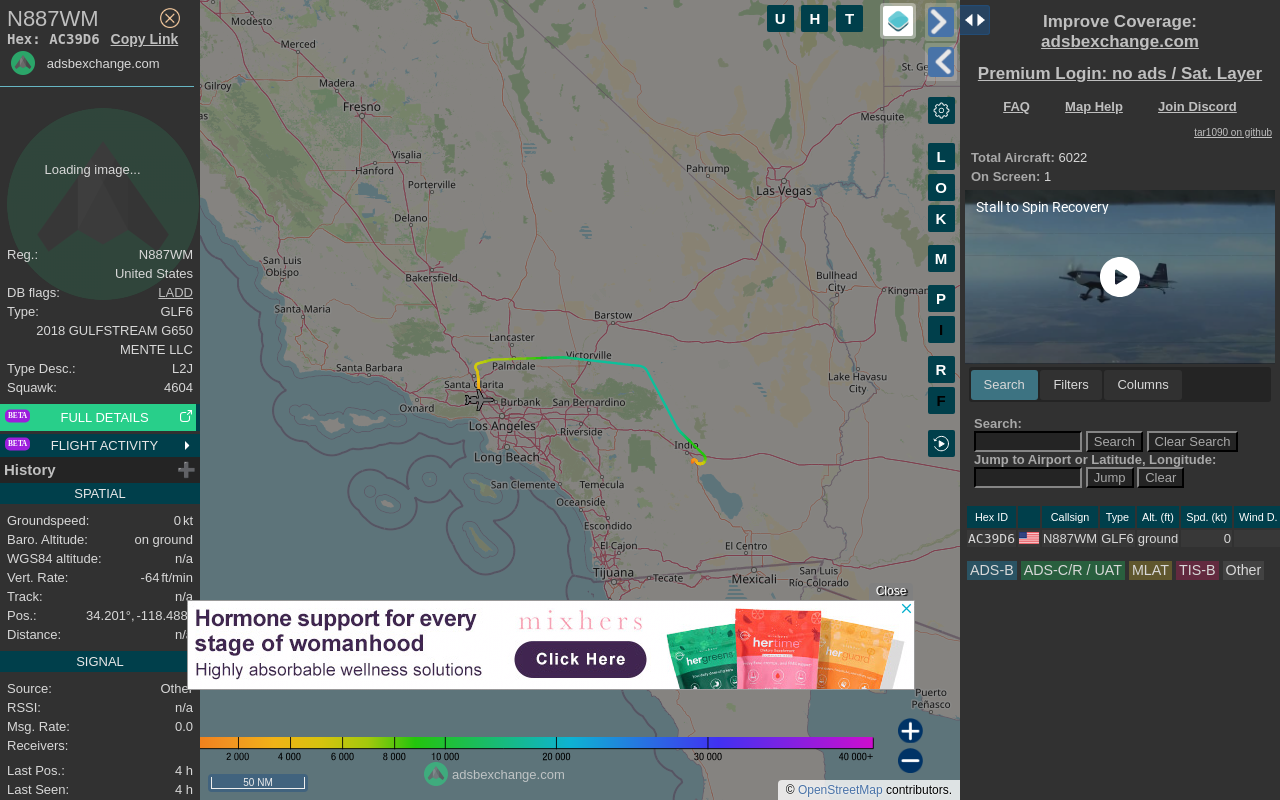 N887WM
Hex: AC39D6 Copy Link
adsbexchange.com
Loading image...
Reg.: N887WM
United States
DB flags: LADD
Type: GLF6
2018 GULFSTREAM G650
MENTE LLC
Type Desc.: L2J
Squawk: 4604
BETA FULL DETAILS
BETA FLIGHT ACTIVITY
History
SPATIAL
Groundspeed: 0 kt
Baro. Altitude: on ground
WGS84 altitude: n/a
Vert. Rate: -64 ft/min
Track: n/a
Pos.: 34.201°, -118.488
Distance: n/a
SIGNAL
Source: Other
RSSI: n/a
Msg. Rate: 0.0
Receivers:
Last Pos.: 4 h
Last Seen: 4 h
U H T
Modesto
Merced
Gilroy
Madera
Fresno
Visalia
Hanford
Porterville
Delano
San Luis
Obispo
Bakersfield
Santa Maria
Santa Barbara
Lancaster
Palmdale
Barstow
Victorville
Santa Clarita
Oxnard
Burbank
San Bernardino
Los Angeles
Riverside
Long Beach
Indio
San Clemente
Temecula
Oceanside
Escondido
El Cajon
El Centro
Tijuana
Tecate
Mexicali
San Luis
Río Colorado
Pahrump
Las Vegas
Mesquite
St. Ge
Bullhead
City
Kingman
Lake Havasu
City
Puerto
Peñasco
L
O
K
M
P
I
R
F
Close
Hormone support for every
stage of womanhood
Highly absorbable wellness solutions
mixhers
Click Here
hergreens
hertime
herguard
2 000 4 000 6 000 8 000 10 000 20 000 30 000 40 000+
adsbexchange.com
50 NM
© OpenStreetMap contributors.
Improve Coverage:
adsbexchange.com
Premium Login: no ads / Sat. Layer
FAQ Map Help Join Discord
tar1090 on github
Total Aircraft: 6022
On Screen: 1
Stall to Spin Recovery
Search Filters Columns
Search:
Search Clear Search
Jump to Airport or Latitude, Longitude:
Jump Clear
Hex ID Callsign Type Alt. (ft) Spd. (kt) Wind D.
AC39D6 N887WM GLF6 ground 0
ADS-B ADS-C/R / UAT MLAT TIS-B Other